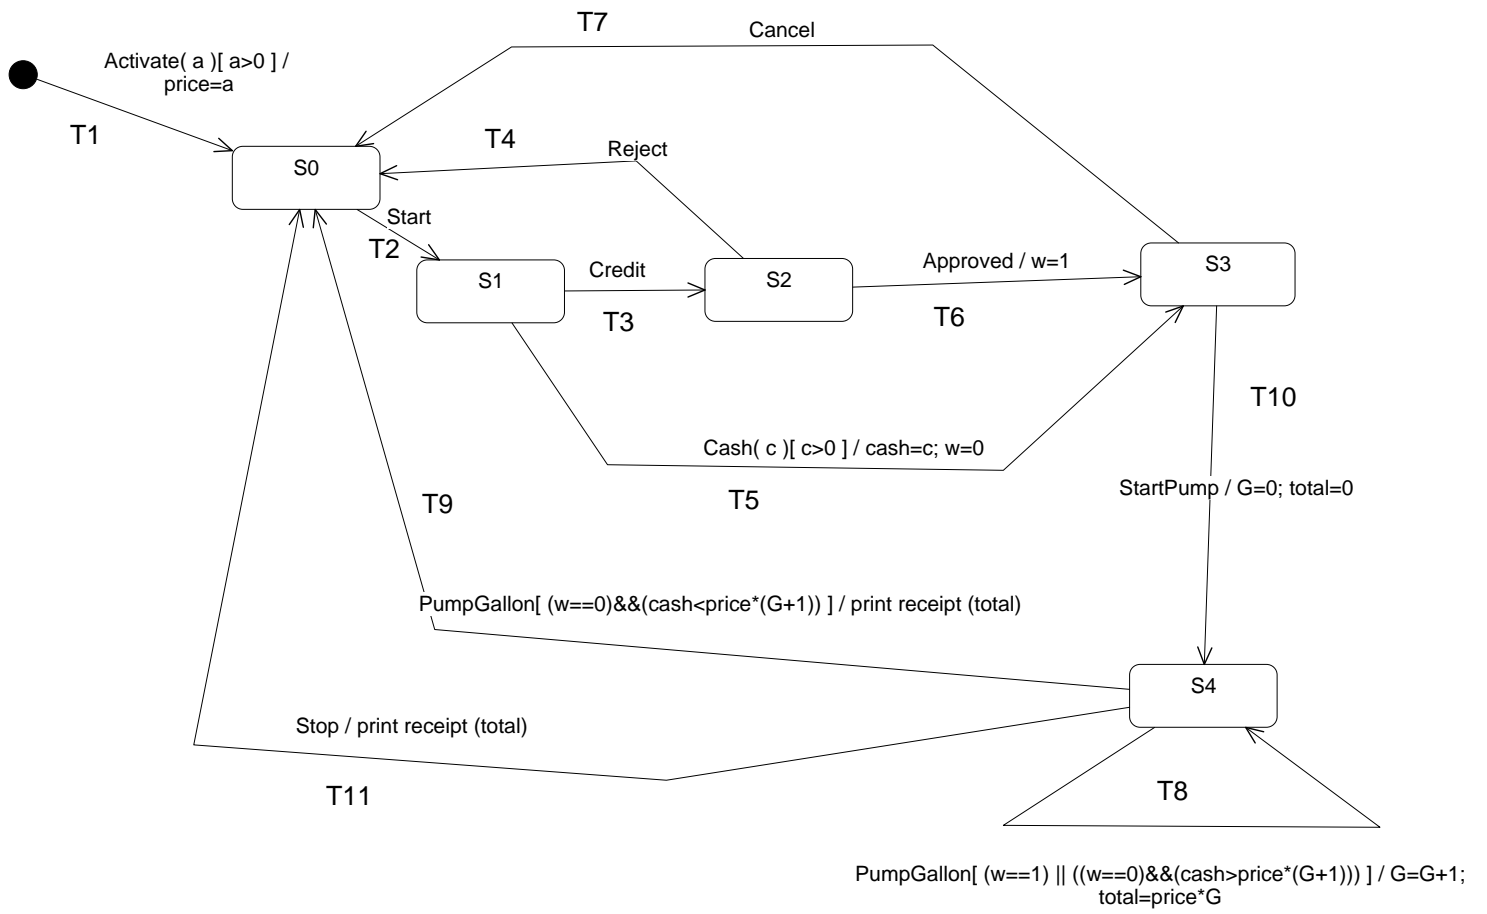 T7
Cancel
Activate( a )[ a>0 ] /
price=a
T1
T4
Reject
S0
Start
T2
S1
Credit
T3
S2
Approved / w=1
T6
S3
T10
Cash( c )[ c>0 ] / cash=c; w=0
T5
T9
StartPump / G=0; total=0
PumpGallon[ (w==0)&&(cash<price*(G+1)) ] / print receipt (total)
S4
Stop / print receipt (total)
T11
T8
PumpGallon[ (w==1) || ((w==0)&&(cash>price*(G+1))) ] / G=G+1;
total=price*G